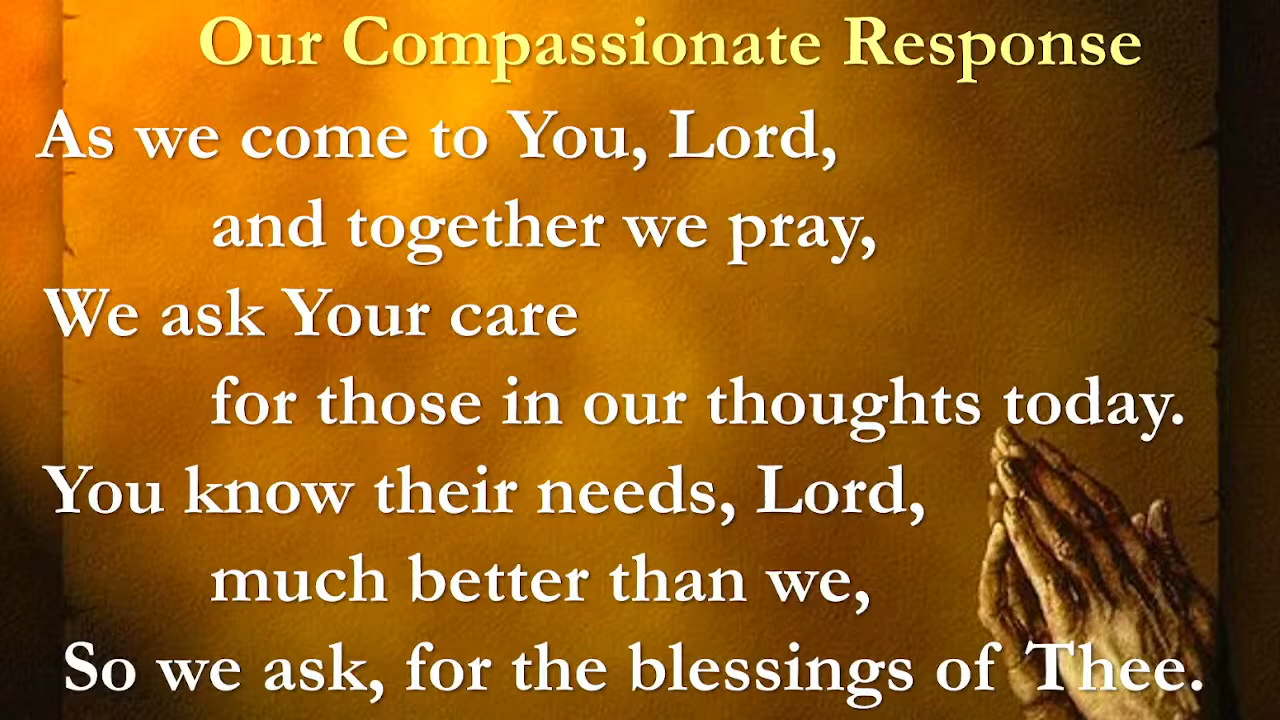 Our Compassionate Response
As we come to You, Lord,
and together we pray,
We ask Your care
for those in our thoughts today.
You know their needs, Lord,
much better than we,
So we ask, for the blessings of Thee.